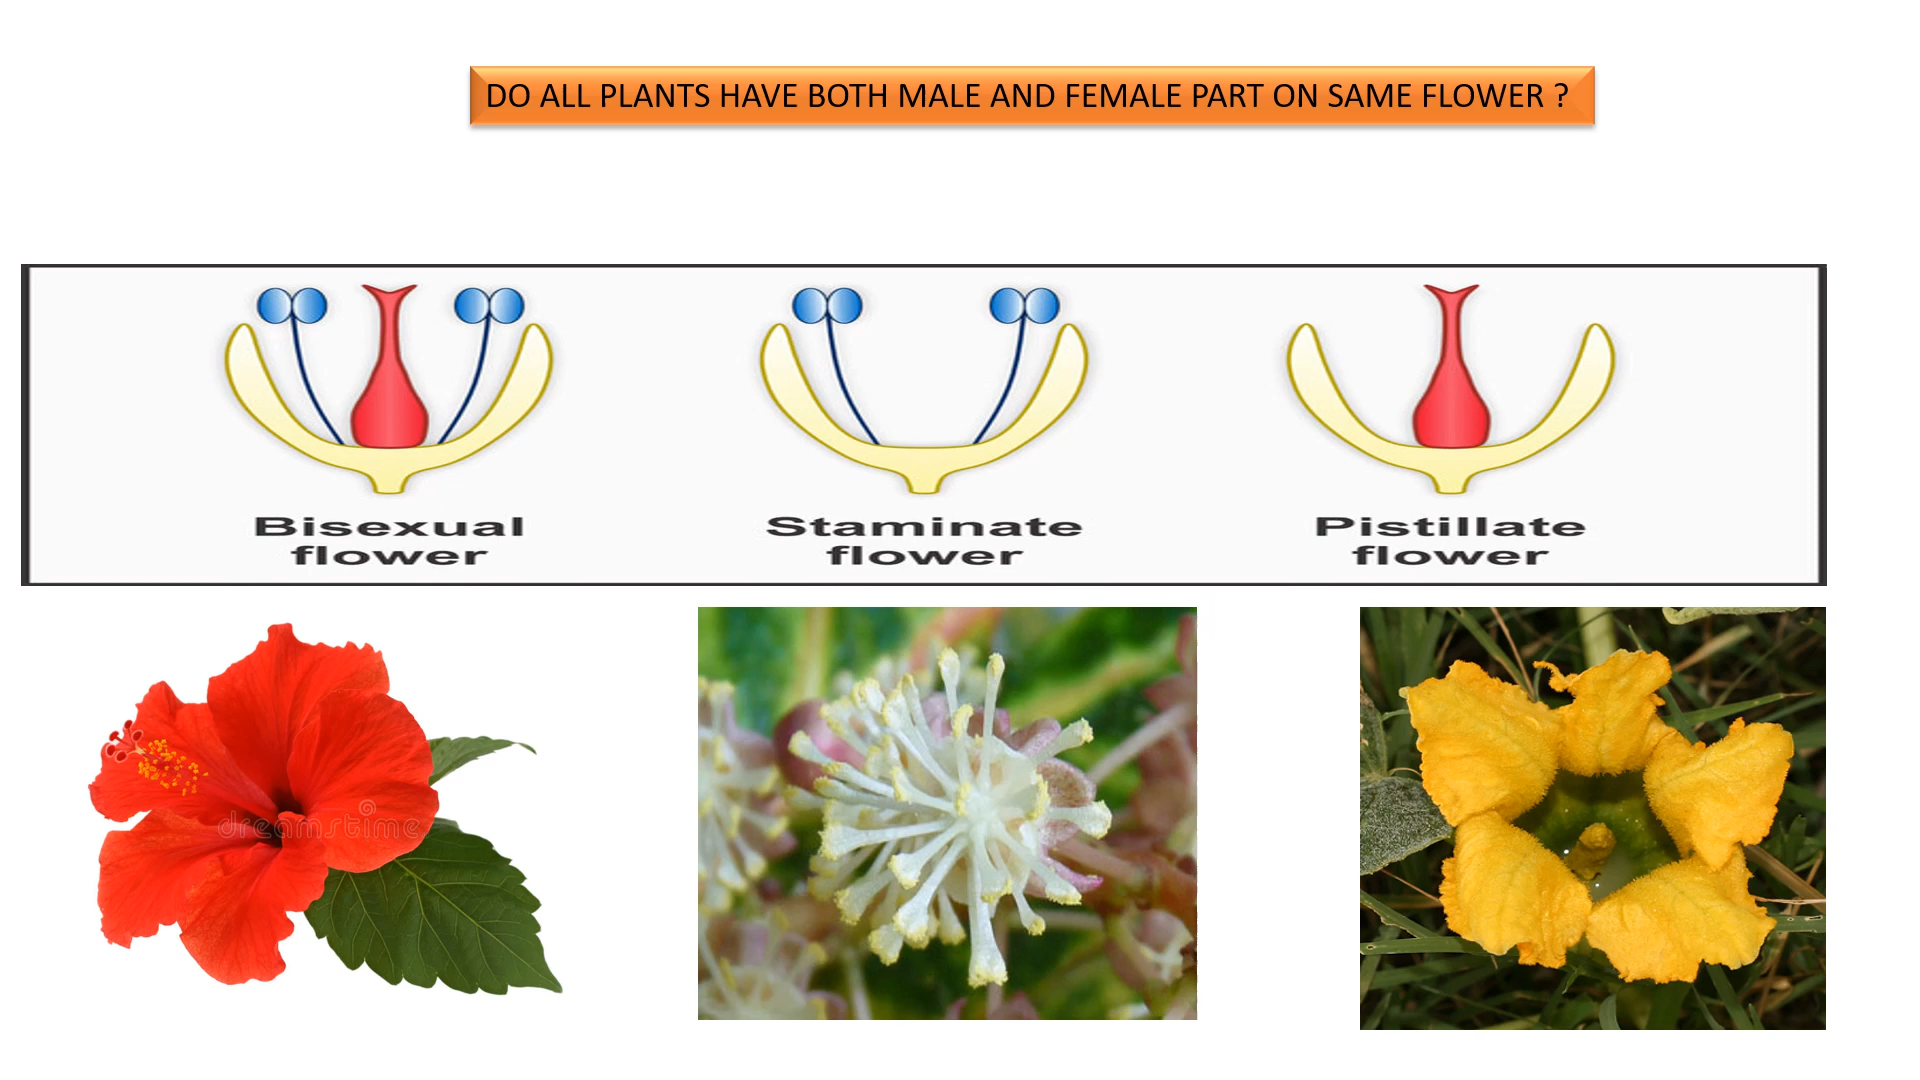 DO ALL PLANTS HAVE BOTH MALE AND FEMALE PART ON SAME FLOWER ?
Bisexual
flower
Staminate
flower
Pistillate
flower
dreamstime